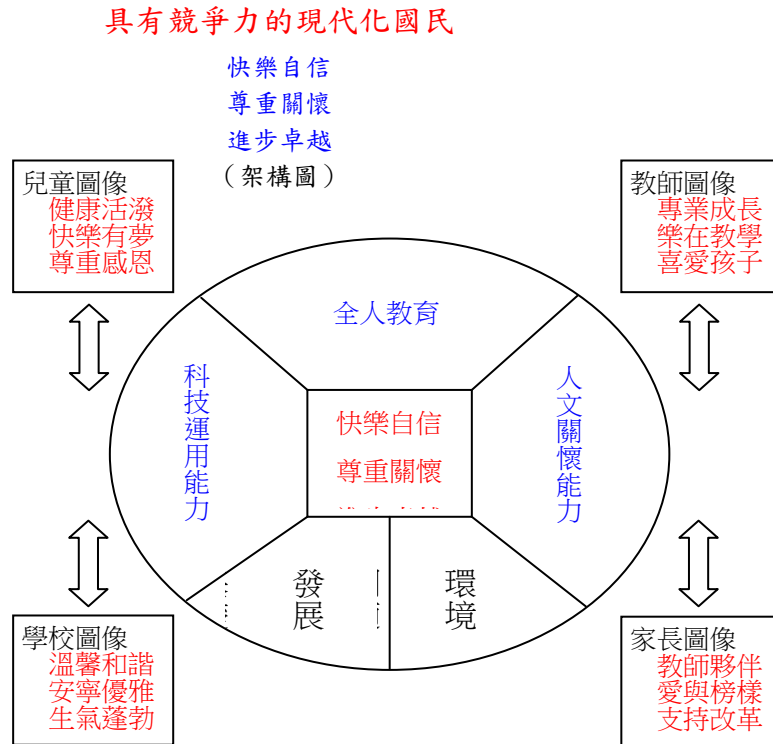 具有競爭力的現代化國民
快樂自信
尊重關懷
進步卓越
（架構圖）
兒童圖像
健康活潑
快樂有夢
尊重感恩
教師圖像
專業成長
樂在教學
喜愛孩子
全人教育
科技運用能力
人文關懷能力
快樂自信
尊重關懷
發展
環境
學校圖像
溫馨和諧
安寧優雅
生氣蓬勃
家長圖像
教師夥伴
愛與榜樣
支持改革